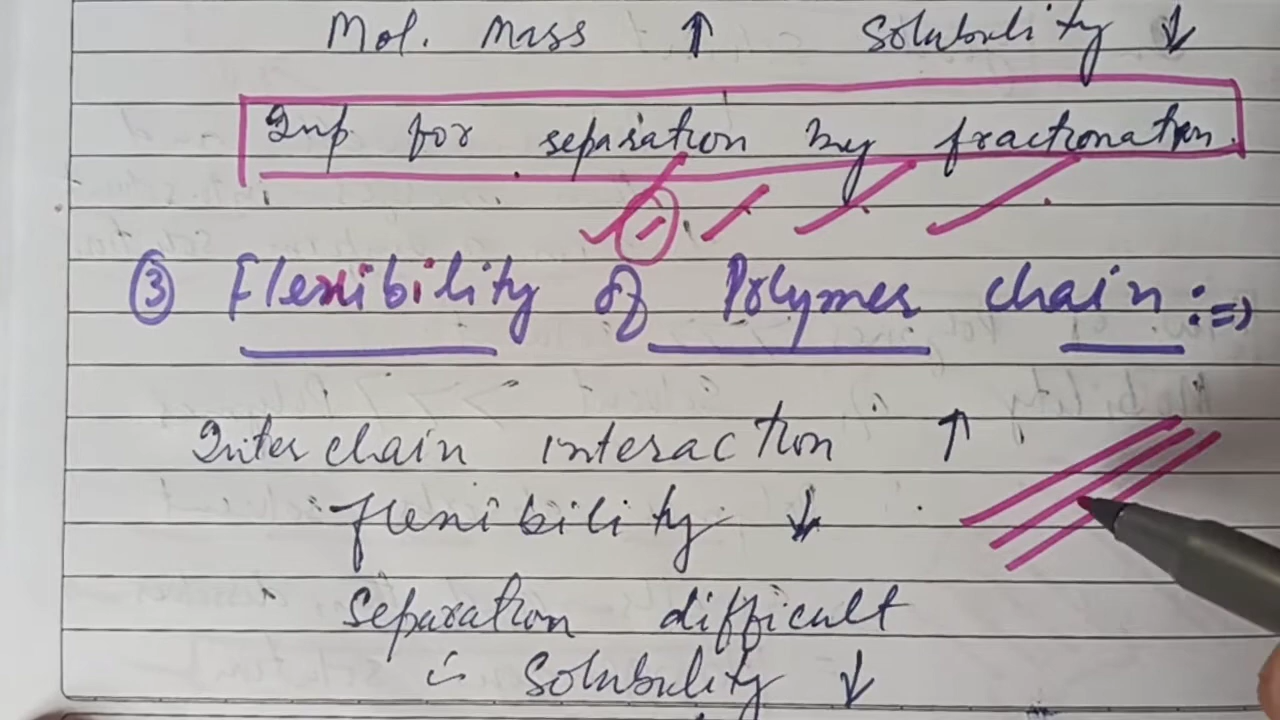 Mol. Mass ↑ Solubility ↓
Imp for separation by fractionation.
③ Flexibility of Polymer chain :⇒
Inter chain interaction ↑
flexibility ↓
Separation difficult
∴ Solubility ↓